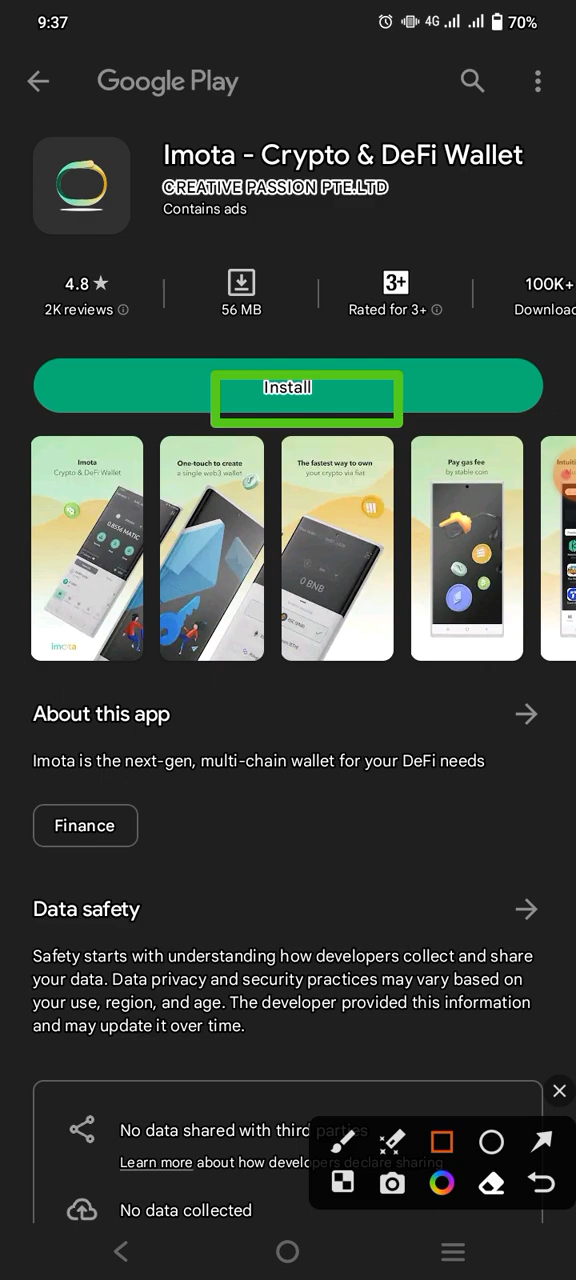 9:37
4G
70%
Google Play
Imota - Crypto & DeFi Wallet
CREATIVE PASSION PTE.LTD
Contains ads
4.8★
2K reviews
56 MB
3+
Rated for 3+
100K+
Downloac
Install
Imota
Crypto & DeFi Wallet
0.8556 MATIC
imota
One-touch to create
a single web3 wallet
The fastest way to own
your crypto via fiat
0 BNB
Pay gas fee
by stable coin
Intuiti
About this app
Imota is the next-gen, multi-chain wallet for your DeFi needs
Finance
Data safety
Safety starts with understanding how developers collect and share
your data. Data privacy and security practices may vary based on
your use, region, and age. The developer provided this information
and may update it over time.
No data shared with third parties
Learn more about how developers declare sharing
No data collected